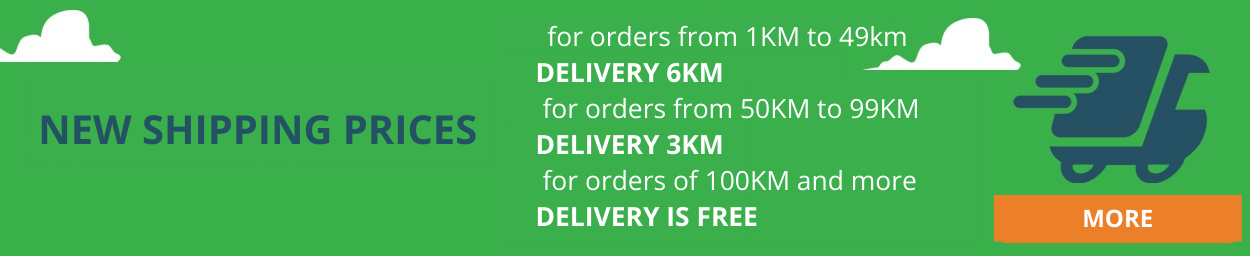 NEW SHIPPING PRICES
for orders from 1KM to 49km
DELIVERY 6KM
for orders from 50KM to 99KM
DELIVERY 3KM
for orders of 100KM and more
DELIVERY IS FREE
MORE